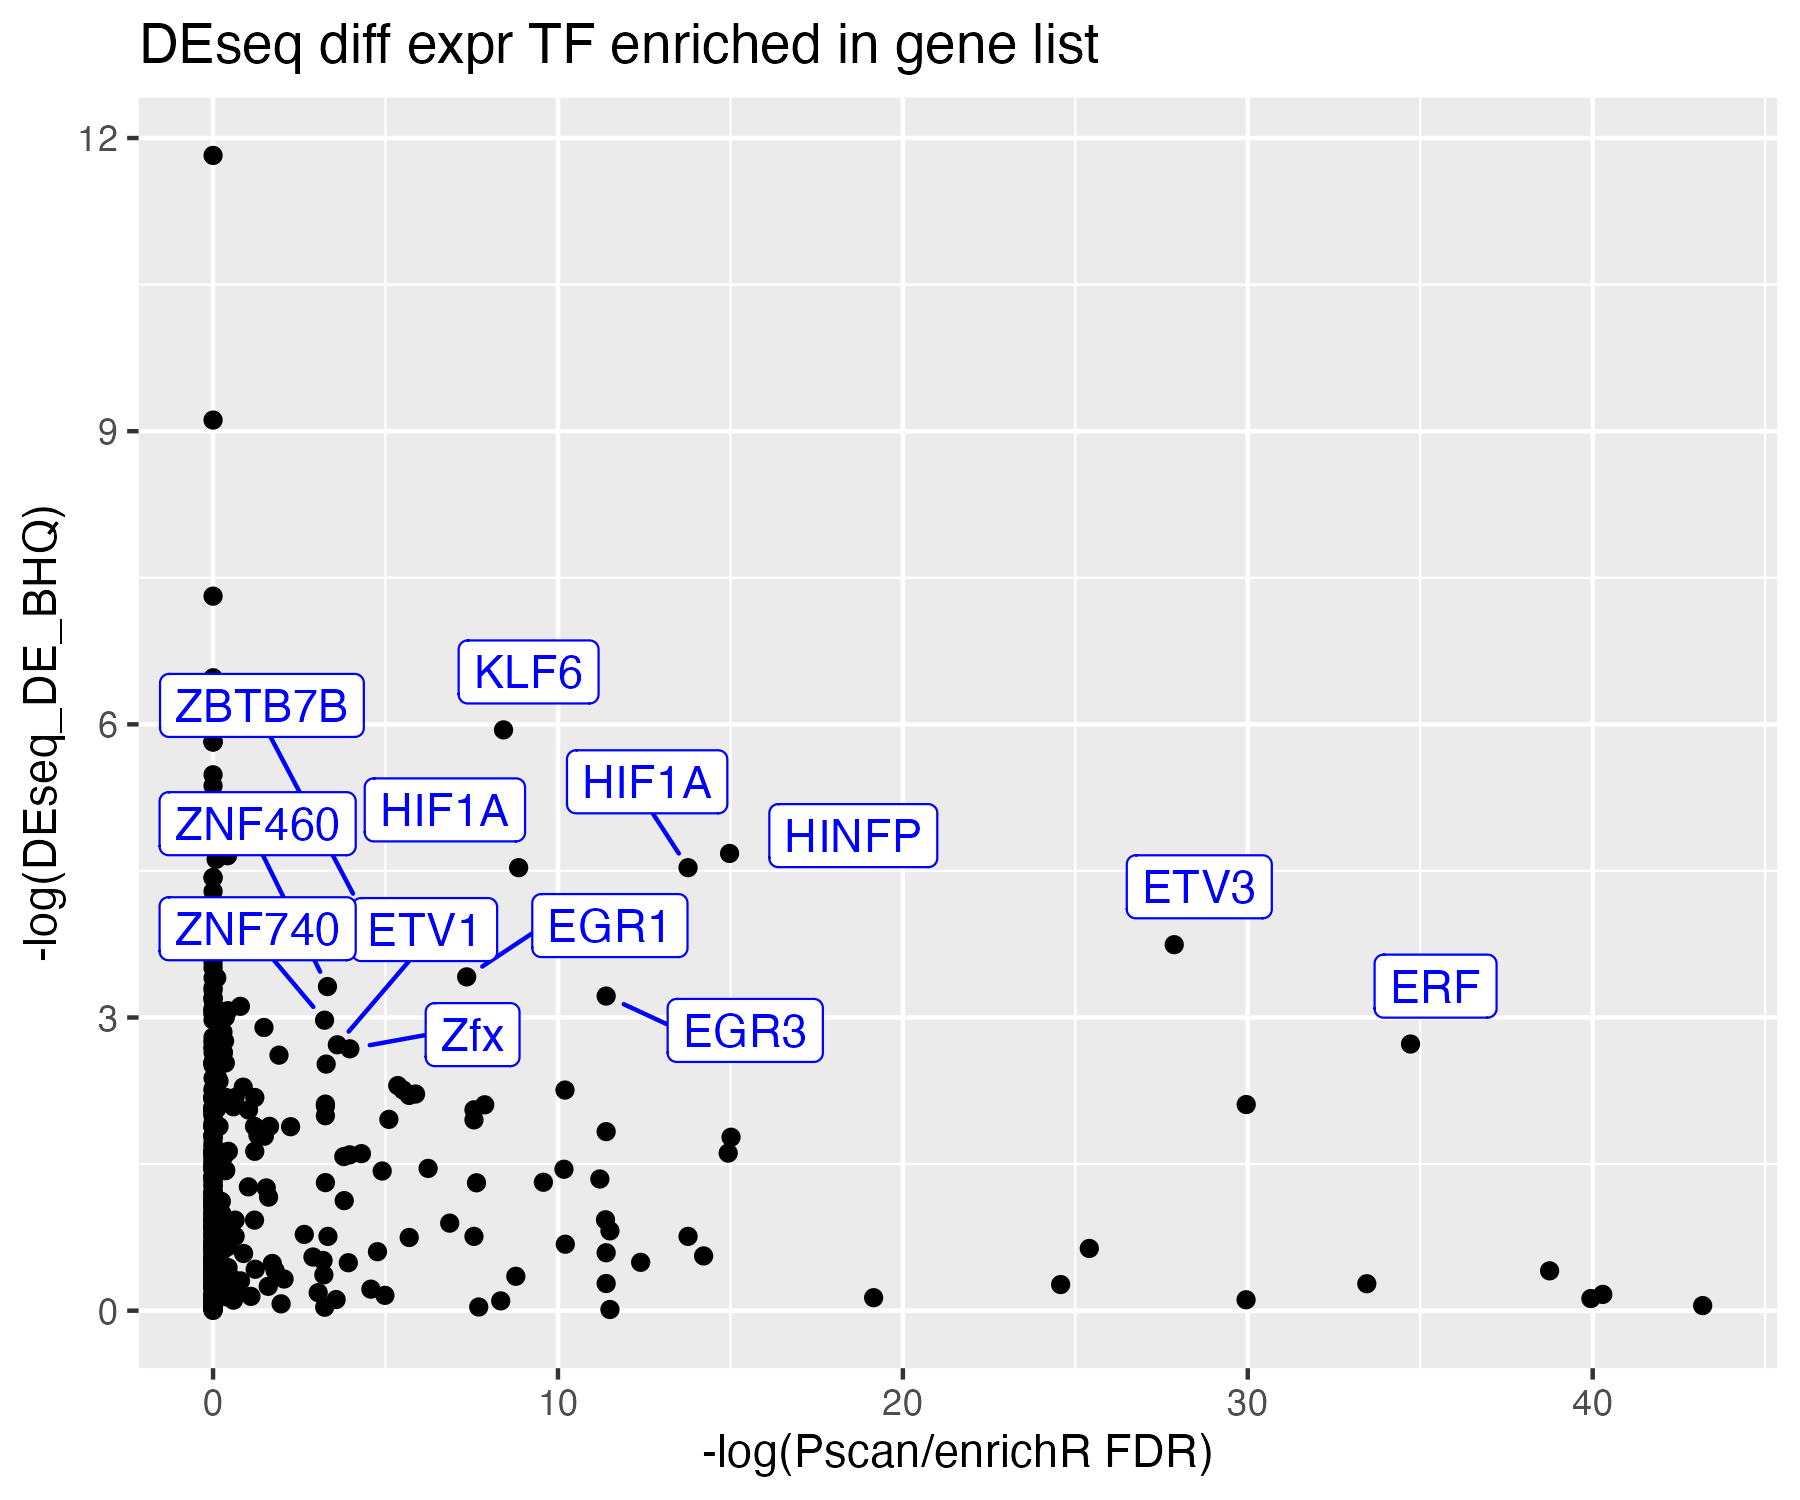 DEseq diff expr TF enriched in gene list
-log(DEseq_DE_BHQ)
12
9
6
3
0
KLF6
ZBTB7B
HIF1A
HIF1A
ZNF460
HINFP
ETV3
ZNF740
ETV1
EGR1
ERF
Zfx
EGR3
0
10
20
30
40
-log(Pscan/enrichR FDR)